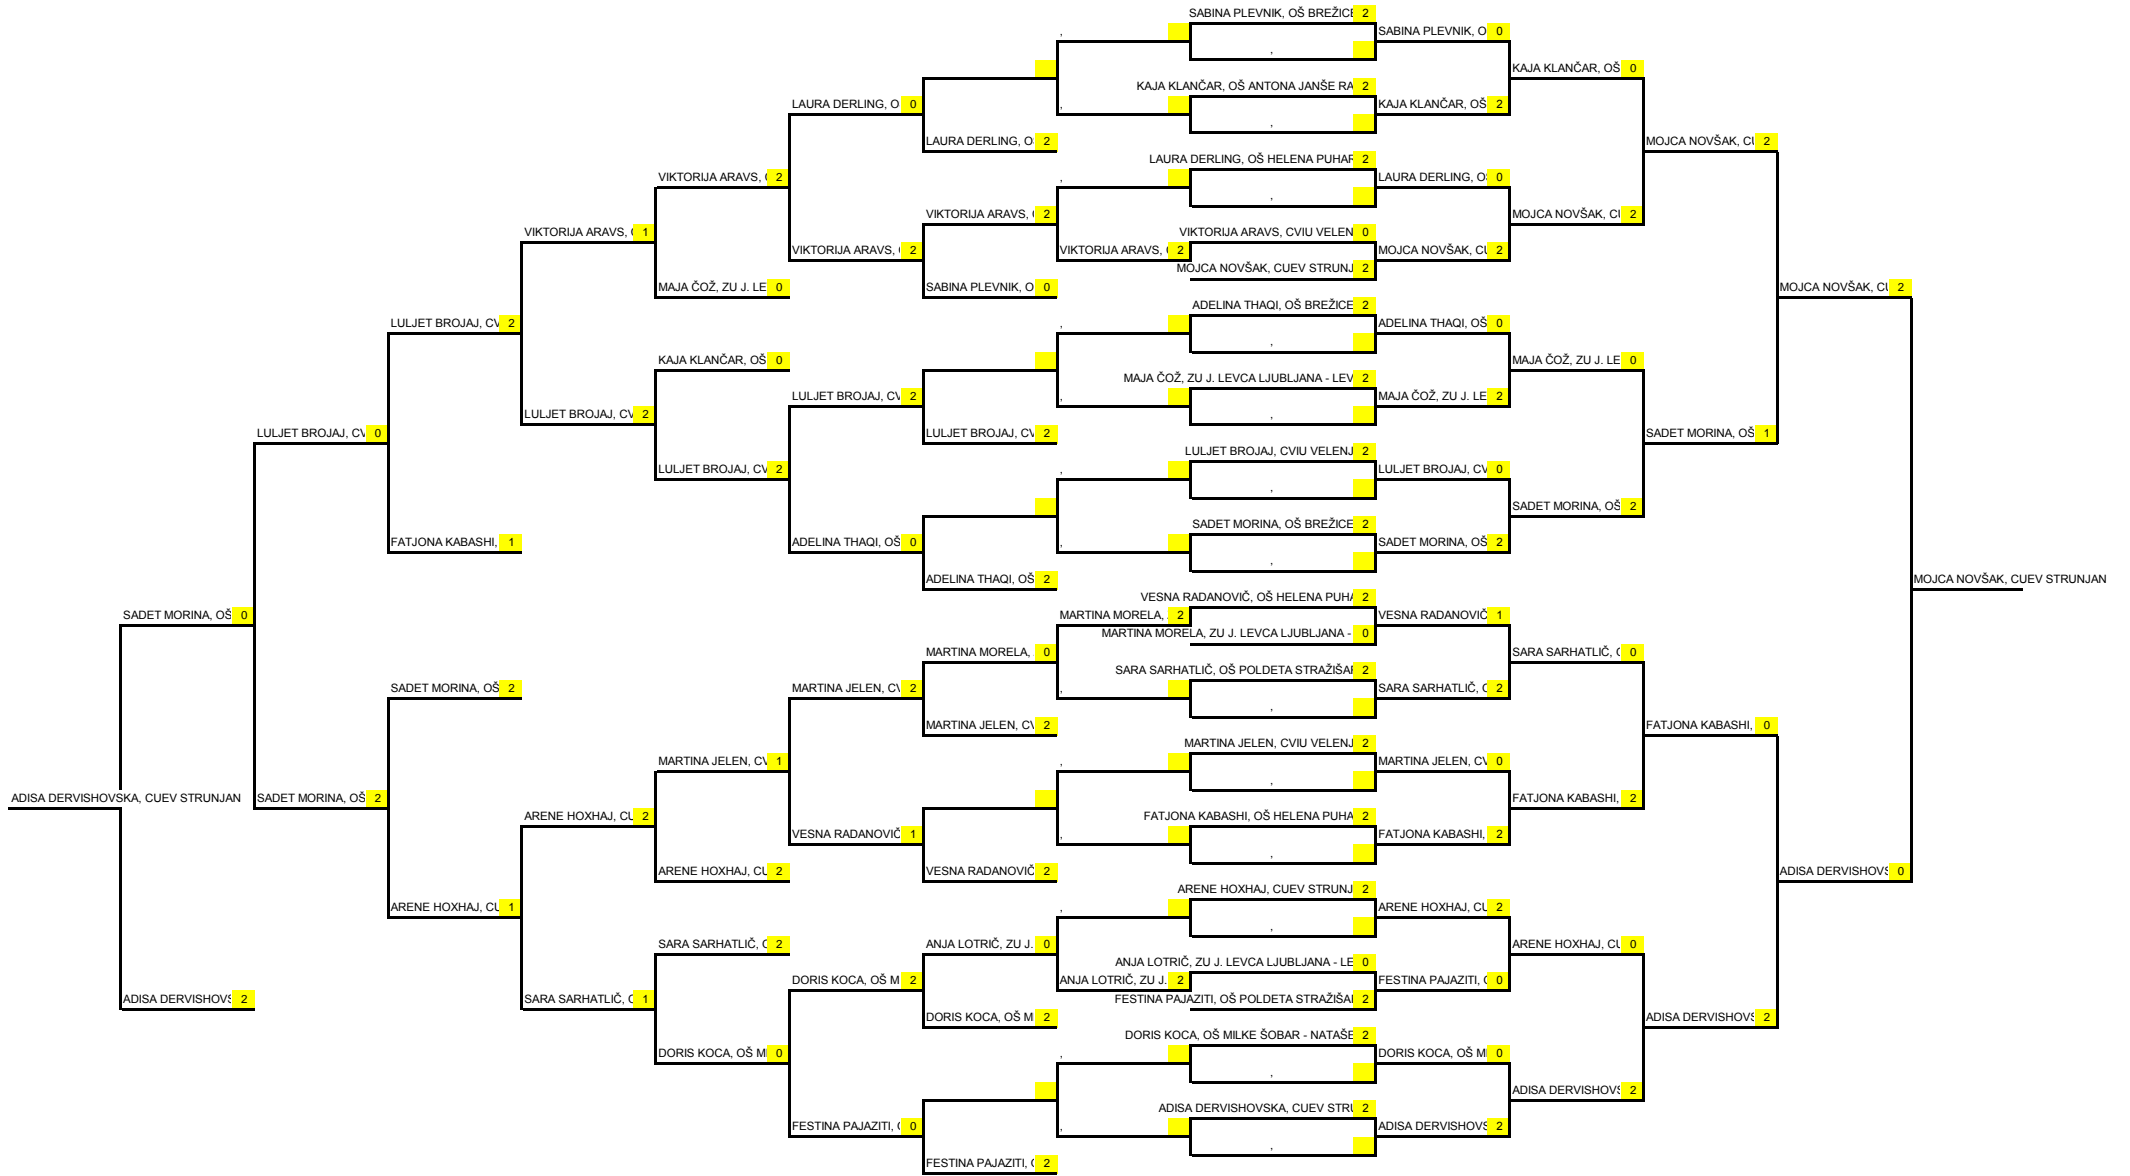 SABINA PLEVNIK, OŠ BREŽICE 2
, SABINA PLEVNIK, O 0
,
KAJA KLANČAR, OŠ 0
KAJA KLANČAR, OŠ ANTONA JANŠE RA 2
LAURA DERLING, O 0 , KAJA KLANČAR, OŠ 2
,
LAURA DERLING, O 2 MOJCA NOVŠAK, CU 2
LAURA DERLING, OŠ HELENA PUHAR 2
VIKTORIJA ARAVS, 2 , LAURA DERLING, O 0
,
VIKTORIJA ARAVS, 2 MOJCA NOVŠAK, CU 2
VIKTORIJA ARAVS, 1 VIKTORIJA ARAVS, CVIU VELEN 0
VIKTORIJA ARAVS, 2 VIKTORIJA ARAVS, 2 MOJCA NOVŠAK, CU 2
MOJCA NOVŠAK, CUEV STRUNJ 2
MAJA ČOŽ, ZU J. LE 0 SABINA PLEVNIK, O 0 MOJCA NOVŠAK, CU 2
ADELINA THAQI, OŠ BREŽICE 2
LULJET BROJAJ, CV 2 , ADELINA THAQI, OŠ 0
,
KAJA KLANČAR, OŠ 0 MAJA ČOŽ, ZU J. LE 0
MAJA ČOŽ, ZU J. LEVCA LJUBLJANA - LEV 2
LULJET BROJAJ, CV 2 , MAJA ČOŽ, ZU J. LE 2
LULJET BROJAJ, CV 2 ,
LULJET BROJAJ, CV 0 LULJET BROJAJ, CV 2 SADET MORINA, OŠ 1
LULJET BROJAJ, CVIU VELENJ 2
LULJET BROJAJ, CV 2 , LULJET BROJAJ, CV 0
,
SADET MORINA, OŠ 2
SADET MORINA, OŠ BREŽICE 2
FATJONA KABASHI, 1 ADELINA THAQI, OŠ 0 , SADET MORINA, OŠ 2
,
ADELINA THAQI, OŠ 2 MOJCA NOVŠAK, CUEV STRUNJAN
VESNA RADANOVIČ, OŠ HELENA PUHA 2
SADET MORINA, OŠ 0 MARTINA MORELA, 2 VESNA RADANOVIČ 1
MARTINA MORELA, ZU J. LEVCA LJUBLJANA - 0
MARTINA MORELA, 0 SARA SARHATLIČ, 0
SARA SARHATLIČ, OŠ POLDETA STRAŽIŠAR 2
SADET MORINA, OŠ 2 MARTINA JELEN, CV 2 , SARA SARHATLIČ, 2
,
MARTINA JELEN, CV 2 FATJONA KABASHI, 0
MARTINA JELEN, CVIU VELENJ 2
MARTINA JELEN, CV 1 , MARTINA JELEN, CV 0
,
ADISA DERVISHOVSKA, CUEV STRUNJAN SADET MORINA, OŠ 2 FATJONA KABASHI, 2
ARENE HOXHAJ, CU 2 FATJONA KABASHI, OŠ HELENA PUHA 2
VESNA RADANOVIČ 1 , FATJONA KABASHI, 2
,
ARENE HOXHAJ, CU 2 VESNA RADANOVIČ 2 ADISA DERVISHOVS 0
ARENE HOXHAJ, CUEV STRUNJ 2
ARENE HOXHAJ, CU 1 , ARENE HOXHAJ, CU 2
,
SARA SARHATLIČ, 2 ANJA LOTRIČ, ZU J. 0 ARENE HOXHAJ, CU 0
ANJA LOTRIČ, ZU J. LEVCA LJUBLJANA - LE 0
DORIS KOCA, OŠ M 2 ANJA LOTRIČ, ZU J. 2 FESTINA PAJAZITI, 0
ADISA DERVISHOVS 2 SARA SARHATLIČ, 1 FESTINA PAJAZITI, OŠ POLDETA STRAŽIŠAR 2
DORIS KOCA, OŠ M 2 ADISA DERVISHOVS 2
DORIS KOCA, OŠ MILKE ŠOBAR - NATAŠE 2
DORIS KOCA, OŠ M 0 , DORIS KOCA, OŠ M 0
,
ADISA DERVISHOVS 2
ADISA DERVISHOVSKA, CUEV STRU 2
FESTINA PAJAZITI, 0 , ADISA DERVISHOVS 2
,
FESTINA PAJAZITI, 2